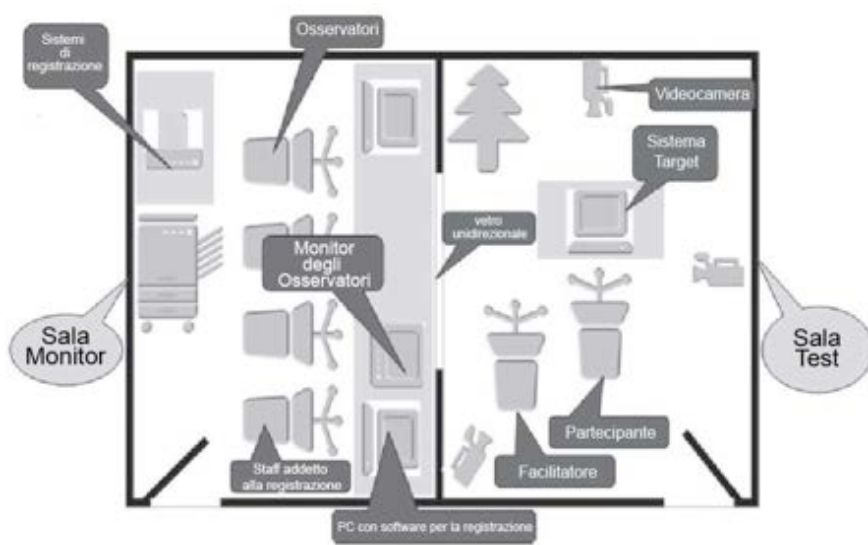 Sistemi
di
registrazione
Osservatori
Videocamera
Sistema
Target
vetro
unidirezionale
Monitor
degli
Osservatori
Sala
Monitor
Sala
Test
Partecipante
Facilitatore
Staff addetto
alla registrazione
PC con software per la registrazione